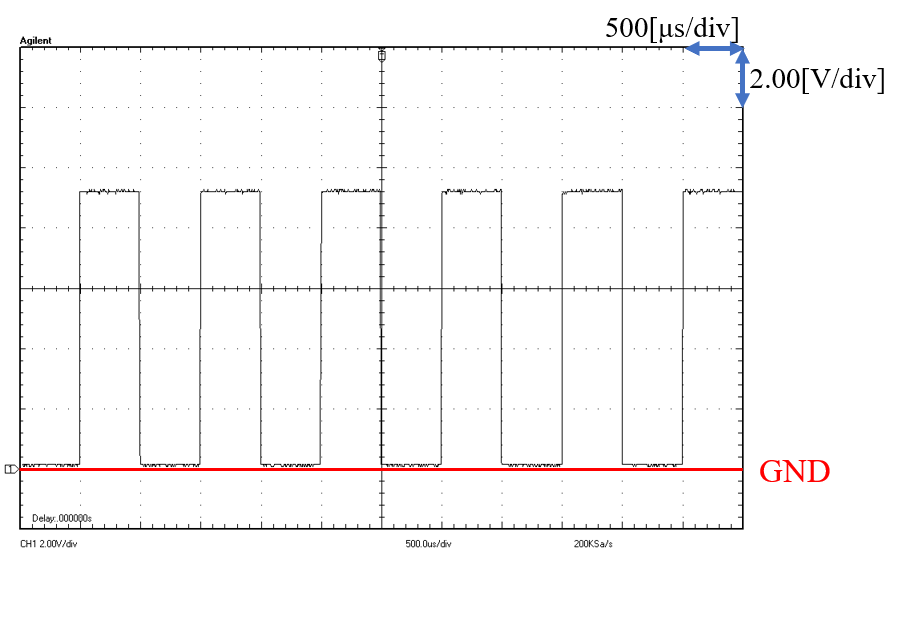 500[μs/div]
Agilent
2.00[V/div]
GND
Delay:.000000s
CH1 2.00V/div
500.0us/div
200KSa/s